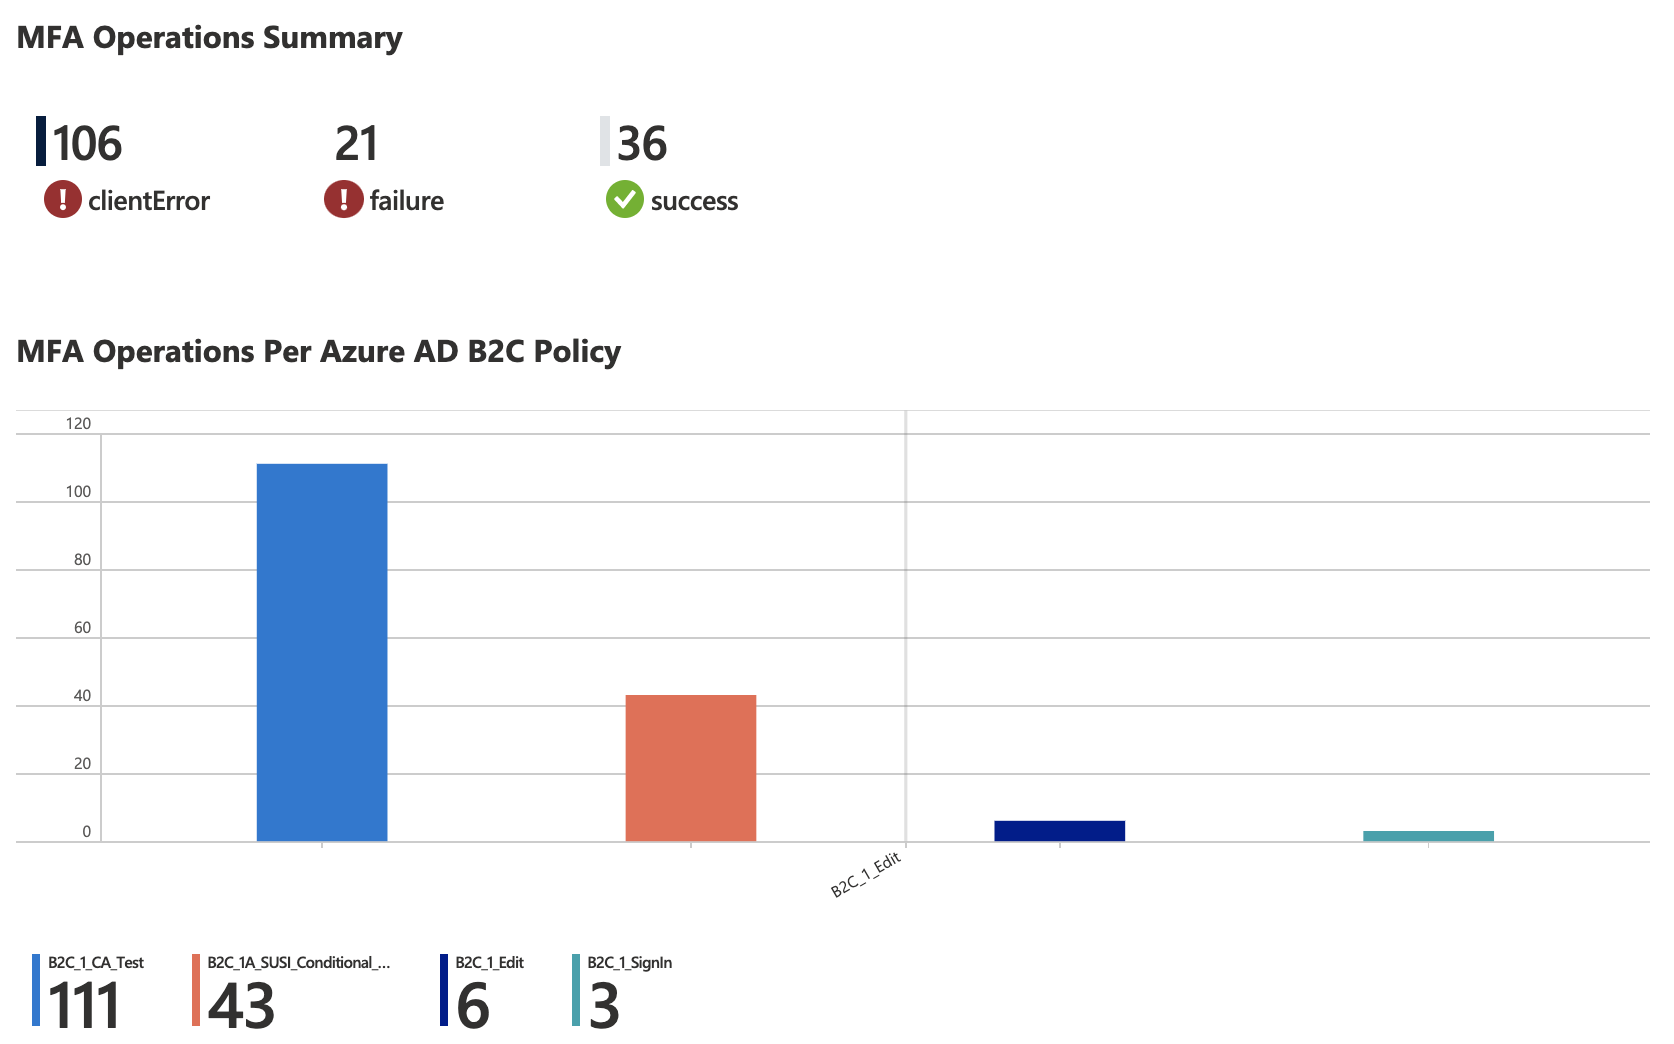 MFA Operations Summary
106 21 36
clientError failure success
MFA Operations Per Azure AD B2C Policy
120
100
80
60
40
20
0
B2C_1_Edit
B2C_1_CA_Test B2C_1A_SUSI_Conditional_... B2C_1_Edit B2C_1_SignIn
111 43 6 3